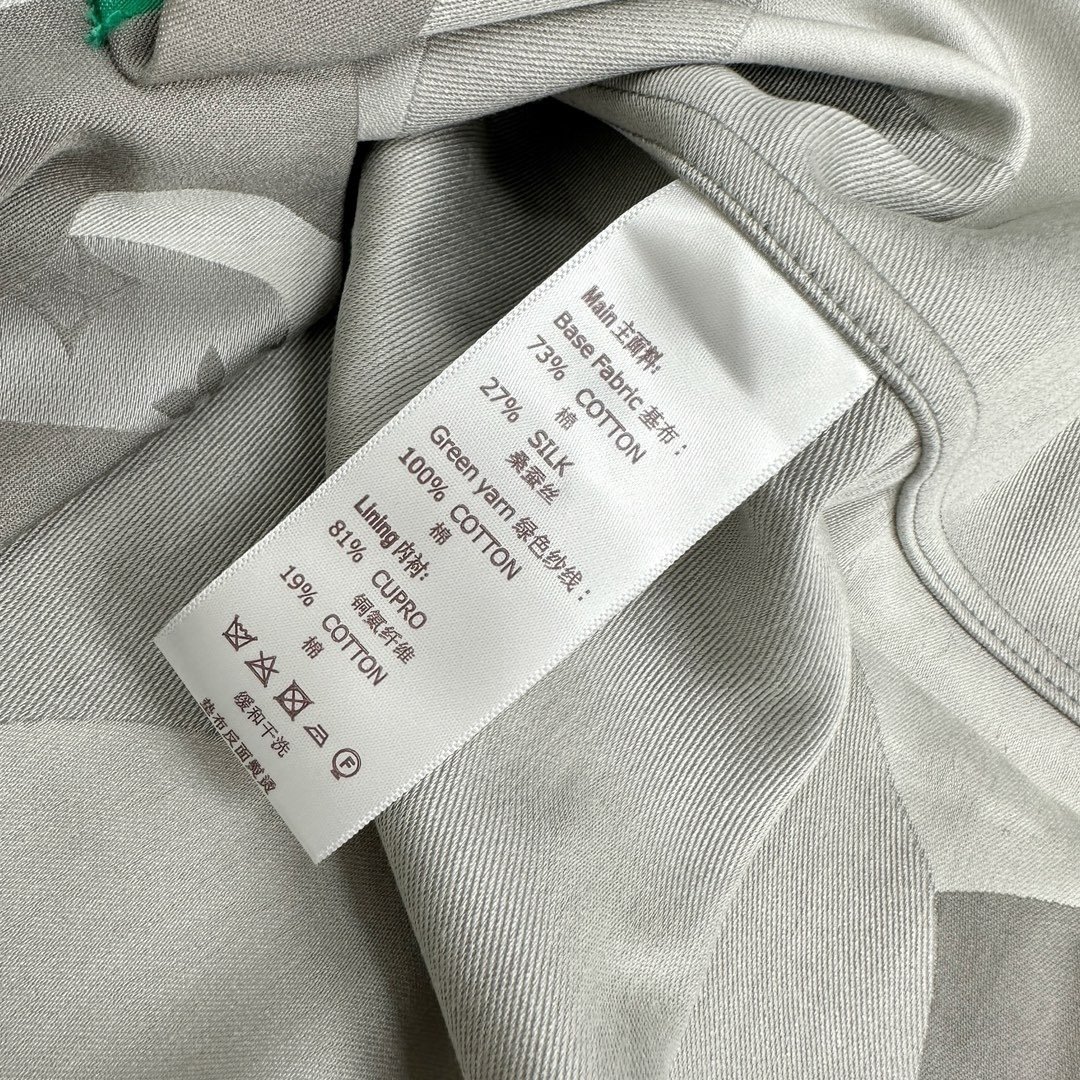 Main 主面料:
Base Fabric 基布:
73% COTTON
棉
27% SILK
桑蚕丝
Green yarn 绿色纱线:
100% COTTON
棉
Lining 内衬:
81% CUPRO
铜氨纤维
19% COTTON
棉
F
缓和干洗
垫布反面熨烫